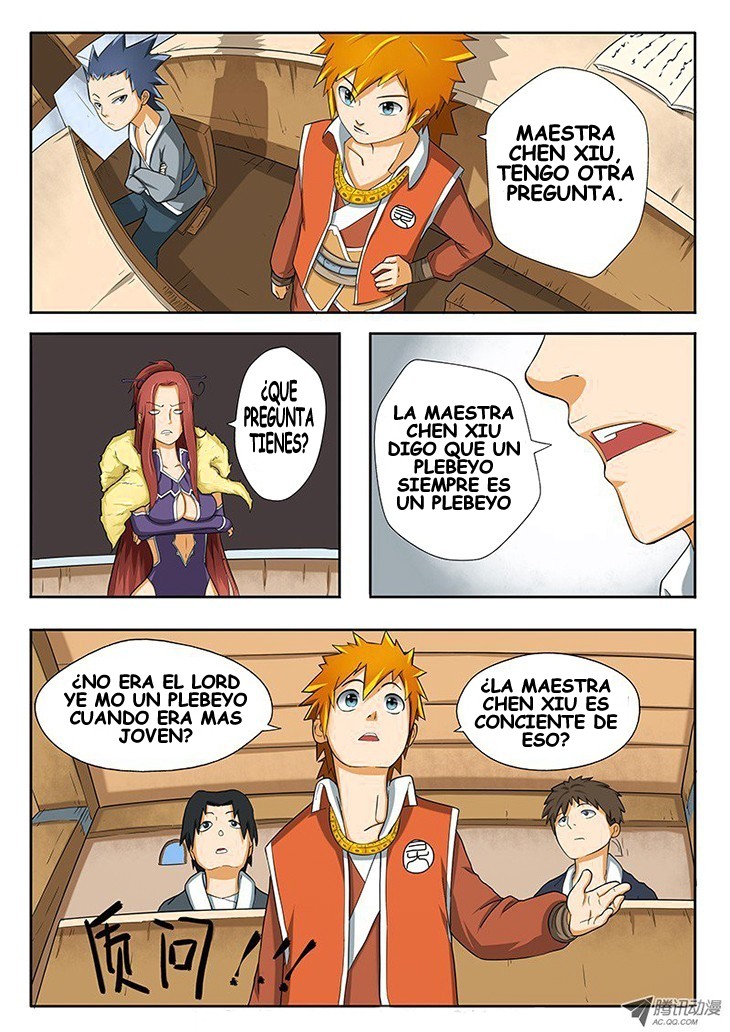 MAESTRA
CHEN XIU,
TENGO OTRA
PREGUNTA.
¿QUE
PREGUNTA
TIENES?
LA MAESTRA
CHEN XIU
DIGO QUE UN
PLEBEYO
SIEMPRE ES
UN PLEBEYO
¿NO ERA EL LORD
YE MO UN PLEBEYO
CUANDO ERA MAS
JOVEN?
¿LA MAESTRA
CHEN XIU ES
CONCIENTE DE
ESO?
质问!!!
腾讯动漫
AC.QQ.COM